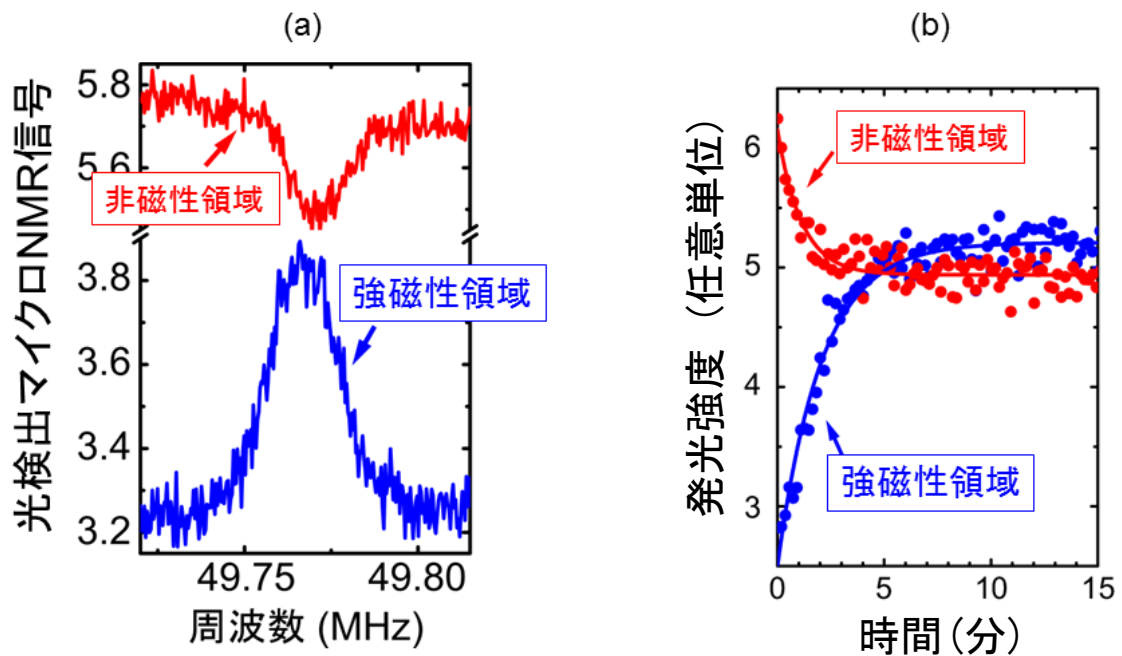 (a)
光検出マイクロNMR信号
5.8
5.6
3.8
3.6
3.4
3.2
非磁性領域
強磁性領域
49.75
49.80
周波数 (MHz)
(b)
発光強度 (任意単位)
6
5
4
3
非磁性領域
強磁性領域
0
5
10
15
時間(分)